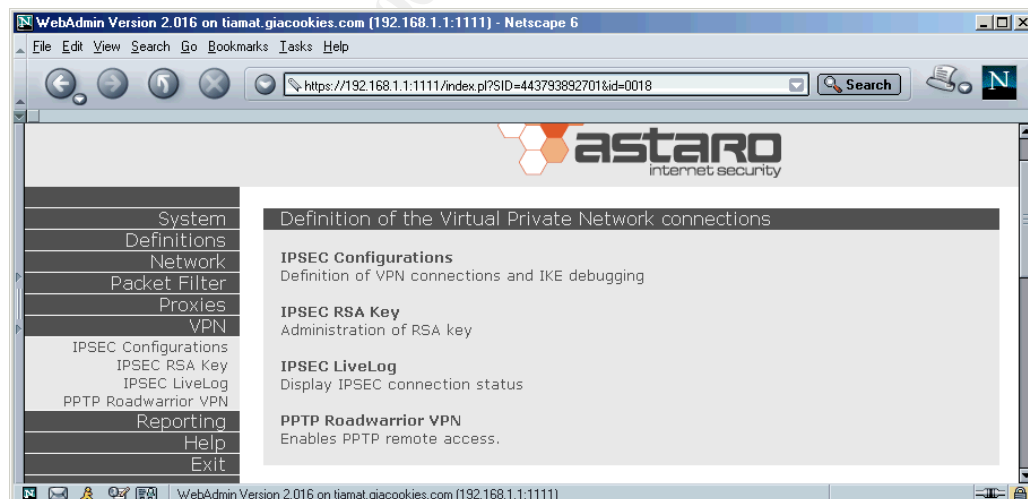 WebAdmin Version 2.016 on tiamat.giacookies.com (192.168.1.1:1111) - Netscape 6
File Edit View Search Go Bookmarks Tasks Help
https://192.168.1.1:1111/index.pl?SID=443793892701&id=0018
Search
N
astaro
internet security
System
Definitions
Network
Packet Filter
Proxies
VPN
IPSEC Configurations
IPSEC RSA Key
IPSEC LiveLog
PPTP Roadwarrior VPN
Reporting
Help
Exit
Definition of the Virtual Private Network connections
IPSEC Configurations
Definition of VPN connections and IKE debugging
IPSEC RSA Key
Administration of RSA key
IPSEC LiveLog
Display IPSEC connection status
PPTP Roadwarrior VPN
Enables PPTP remote access.
WebAdmin Version 2.016 on tiamat.giacookies.com (192.168.1.1:1111)